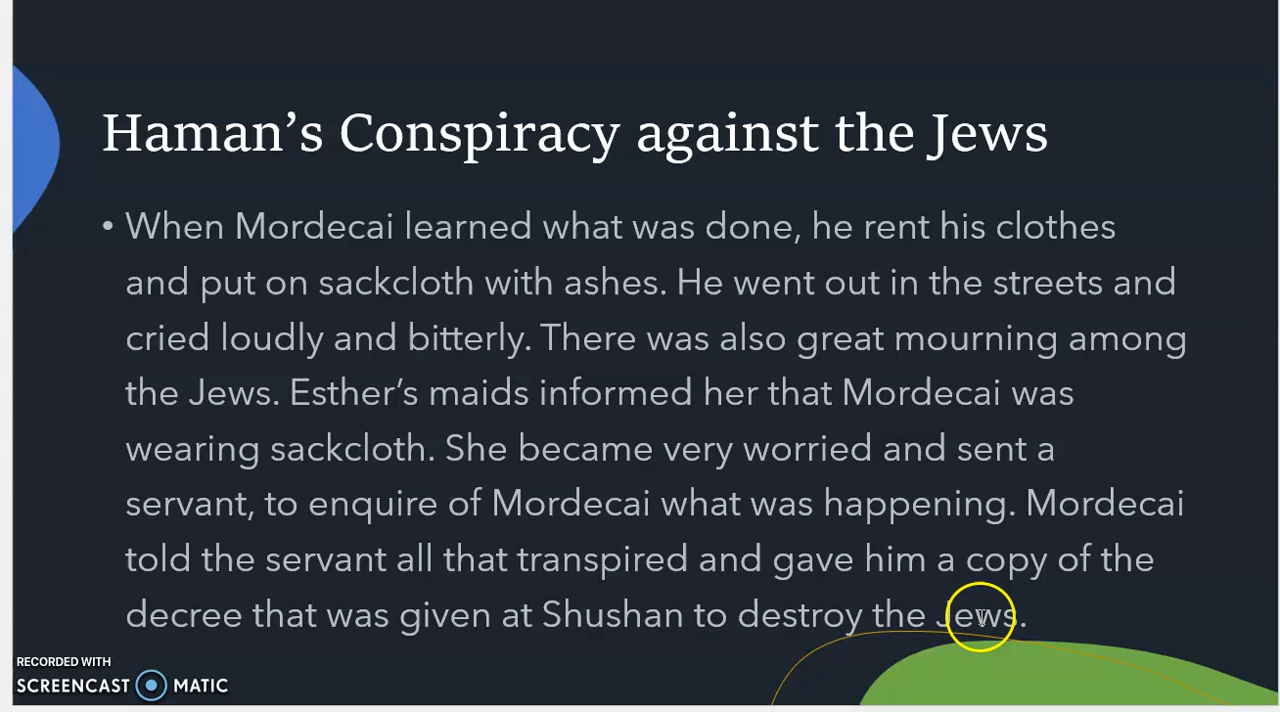 Haman’s Conspiracy against the Jews
• When Mordecai learned what was done, he rent his clothes
and put on sackcloth with ashes. He went out in the streets and
cried loudly and bitterly. There was also great mourning among
the Jews. Esther’s maids informed her that Mordecai was
wearing sackcloth. She became very worried and sent a
servant, to enquire of Mordecai what was happening. Mordecai
told the servant all that transpired and gave him a copy of the
decree that was given at Shushan to destroy the Jews.
RECORDED WITH
SCREENCAST MATIC